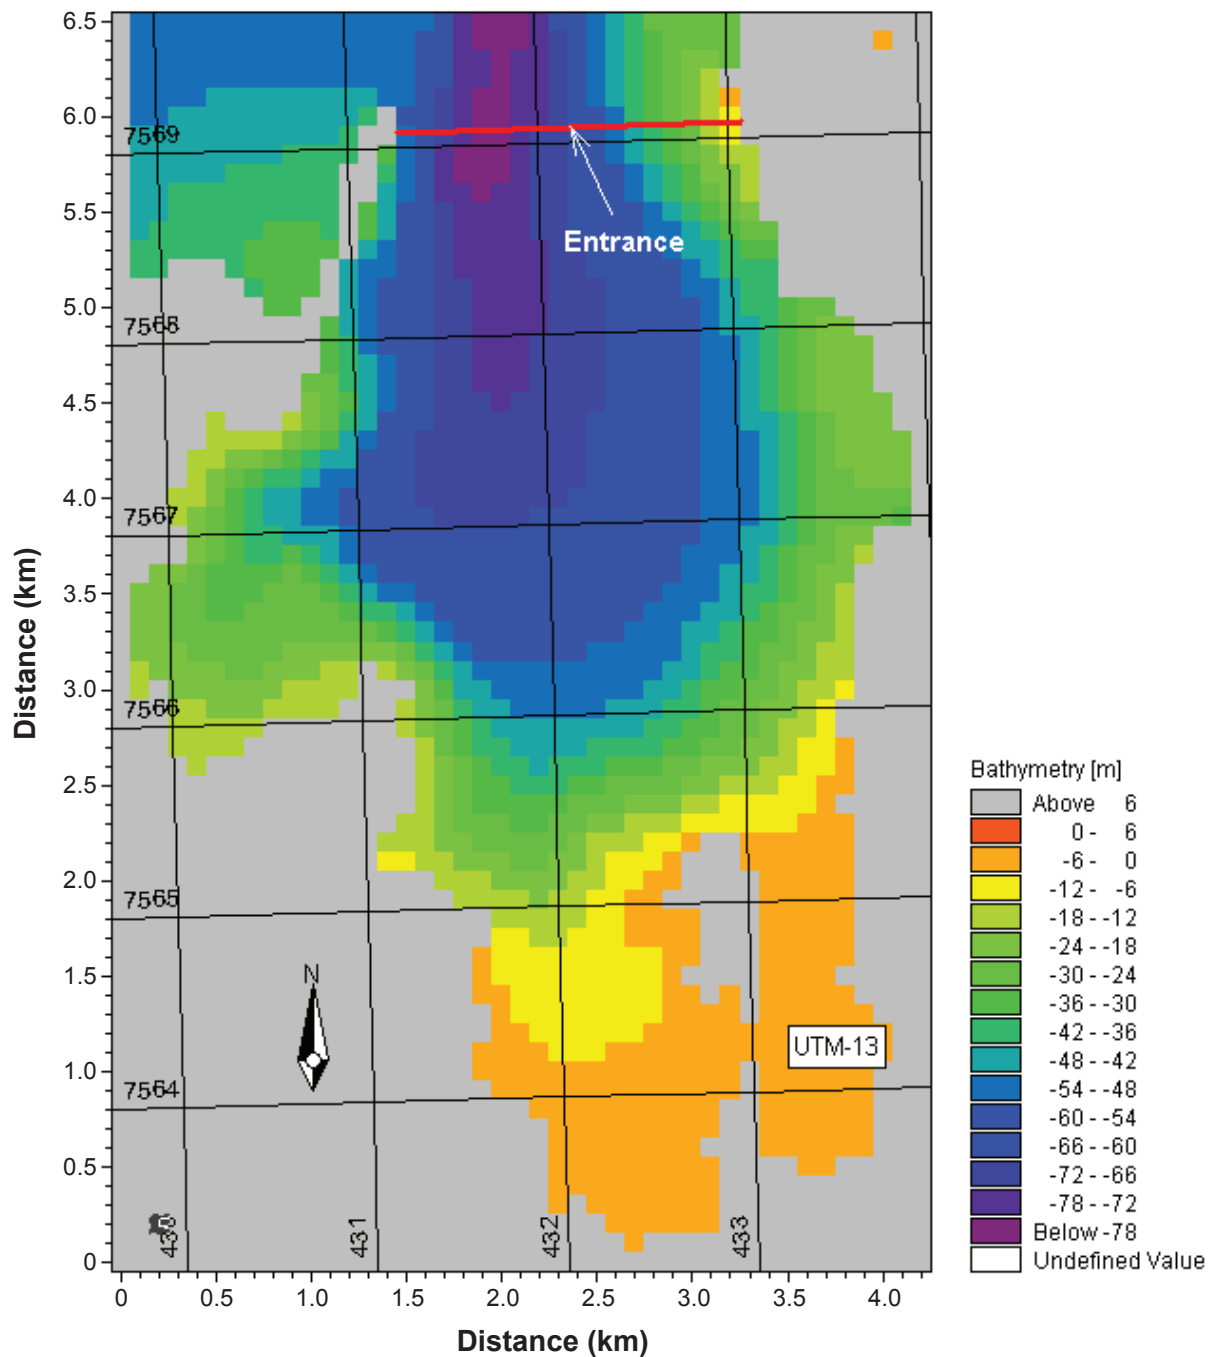 6.5
6.0
7569
5.5
Entrance
5.0
7568
4.5
4.0
7567
Distance (km)
3.5
3.0
7566
2.5
2.0
7565
1.5
N
UTM-13
1.0
7564
0.5
430
431
432
433
0
0 0.5 1.0 1.5 2.0 2.5 3.0 3.5 4.0
Distance (km)
Bathymetry [m]
Above 6
0 - 6
-6 - 0
-12 - -6
-18 - -12
-24 - -18
-30 - -24
-36 - -30
-42 - -36
-48 - -42
-54 - -48
-60 - -54
-66 - -60
-72 - -66
-78 - -72
Below -78
Undefined Value